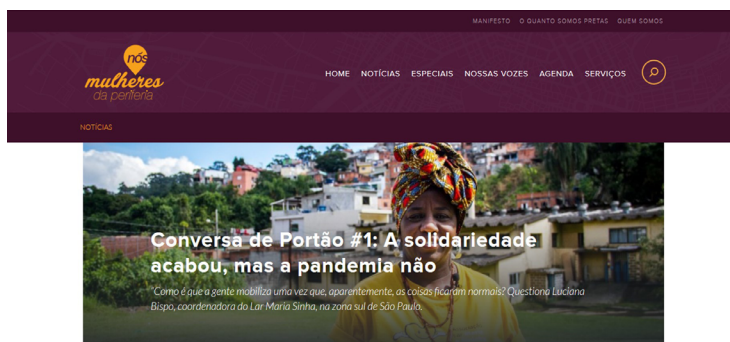 MANIFESTO O QUANTO SOMOS PRETAS QUEM SOMOS
nós
mulheres
da periferia
HOME NOTÍCIAS ESPECIAIS NOSSAS VOZES AGENDA SERVIÇOS
NOTÍCIAS
Conversa de Portão #1: A solidariedade
acabou, mas a pandemia não
"Como é que a gente mobiliza uma vez que, aparentemente, as coisas ficaram normais? Questiona Luciana
Bispo, coordenadora do Lar Maria Sinha, na zona sul de São Paulo.